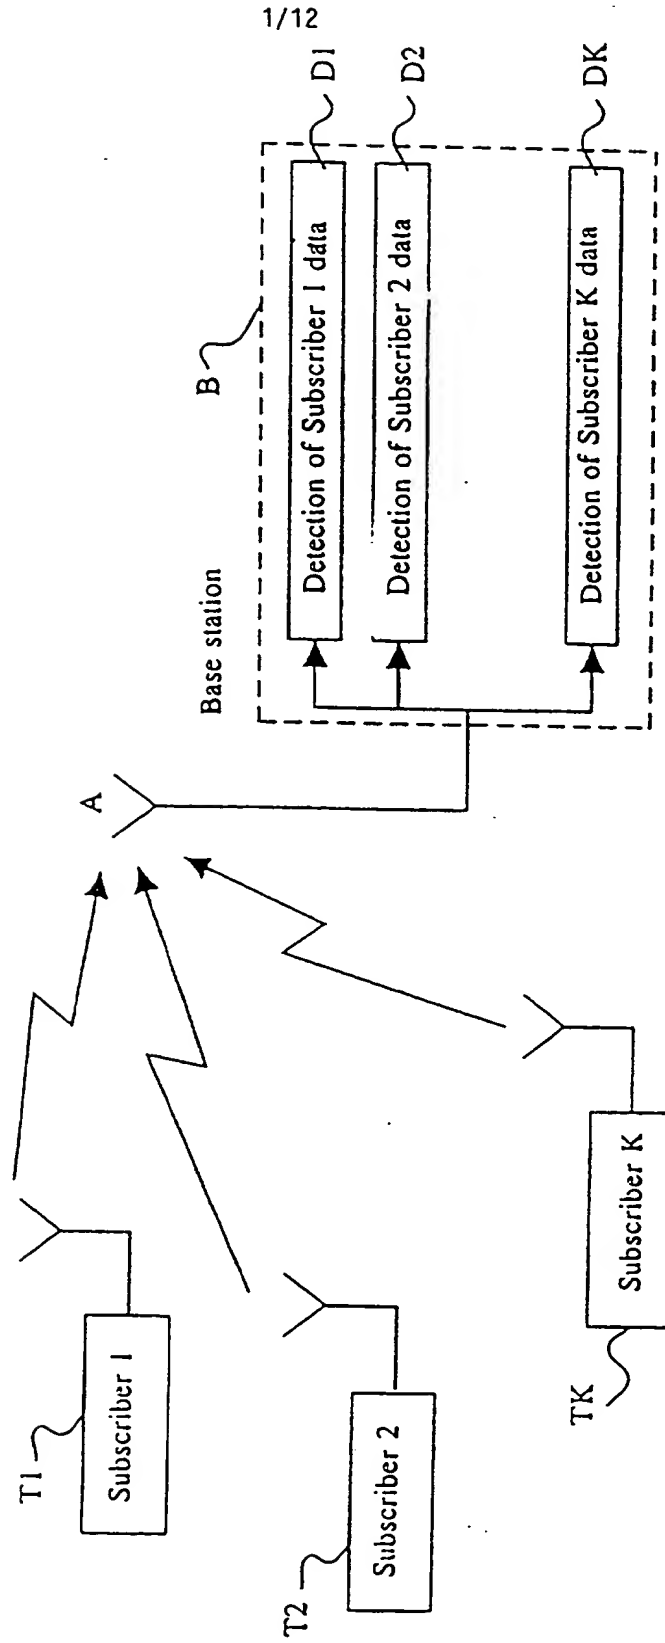 1/12
T1
Subscriber 1
T2
Subscriber 2
TK
Subscriber K
A
Base station
B
Detection of Subscriber 1 data
D1
Detection of Subscriber 2 data
D2
Detection of Subscriber K data
DK